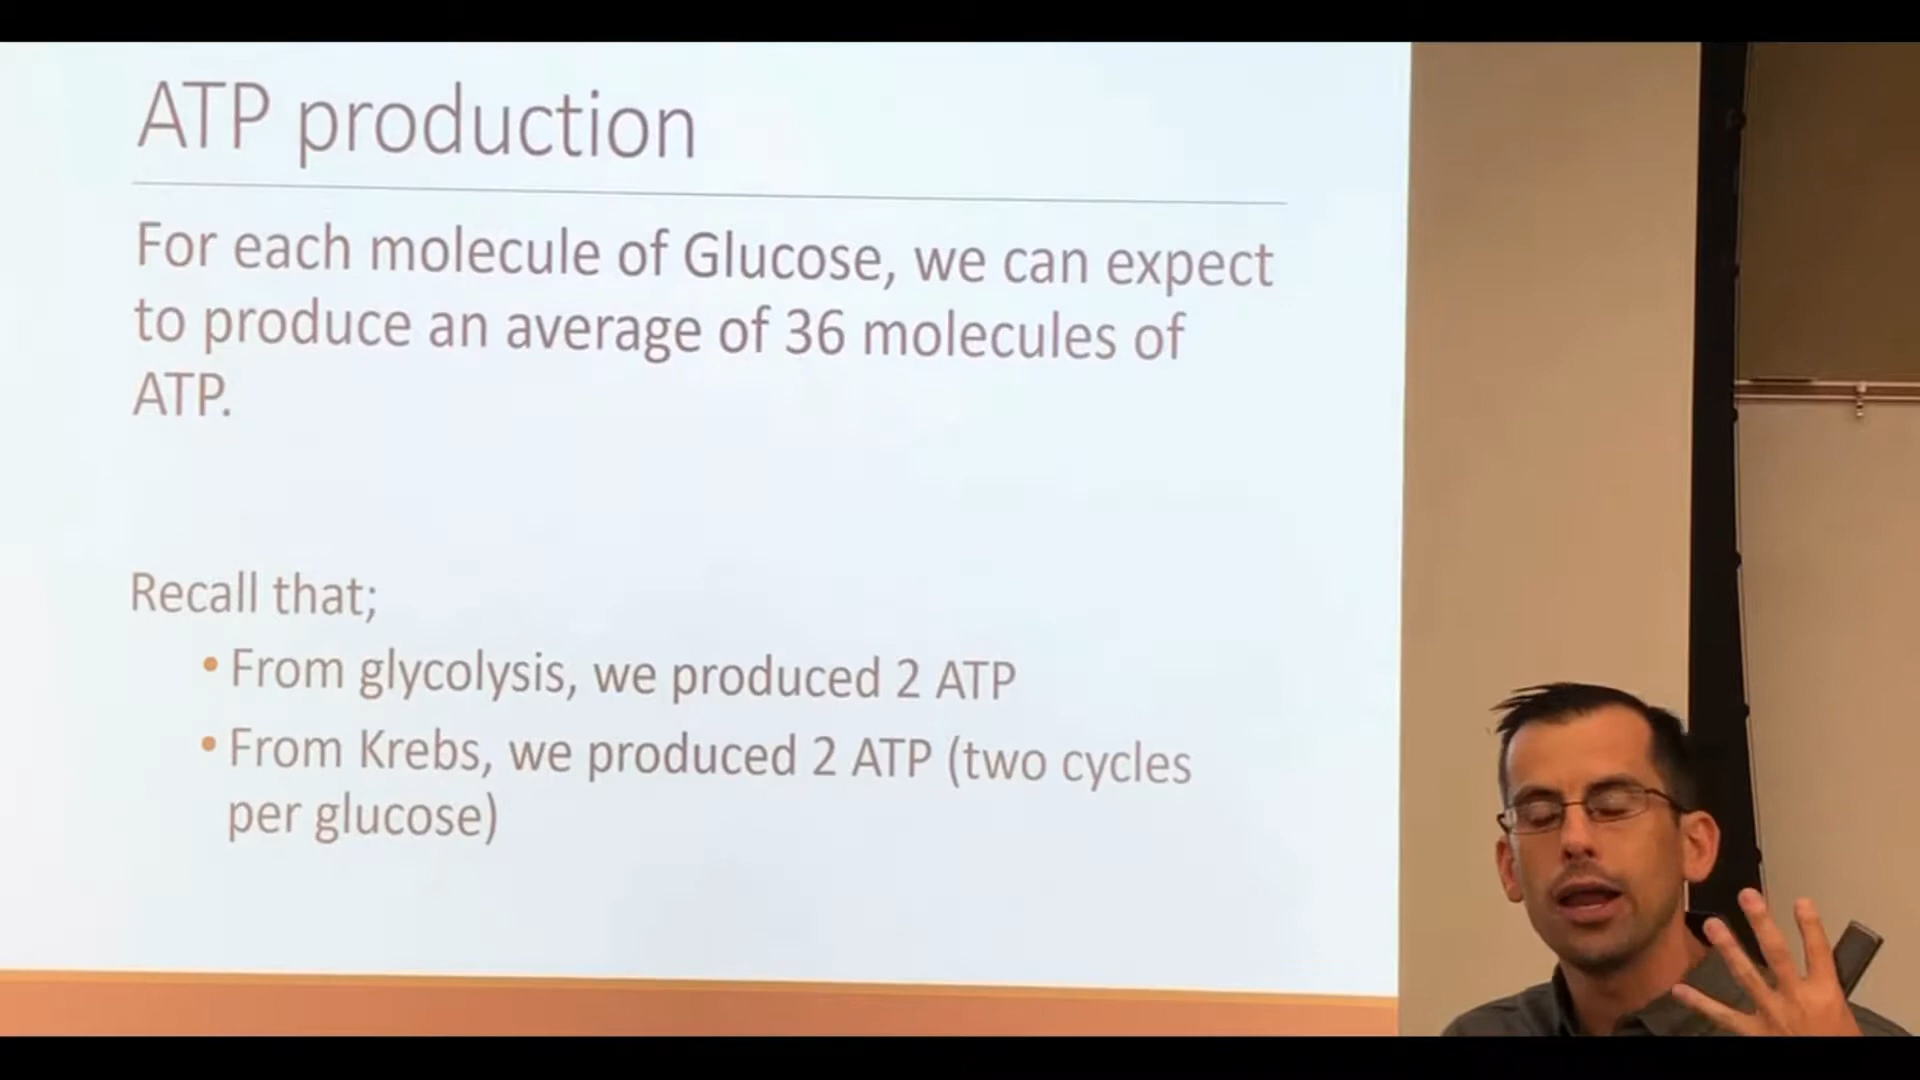 ATP production
For each molecule of Glucose, we can expect
to produce an average of 36 molecules of
ATP.
Recall that;
• From glycolysis, we produced 2 ATP
• From Krebs, we produced 2 ATP (two cycles
per glucose)